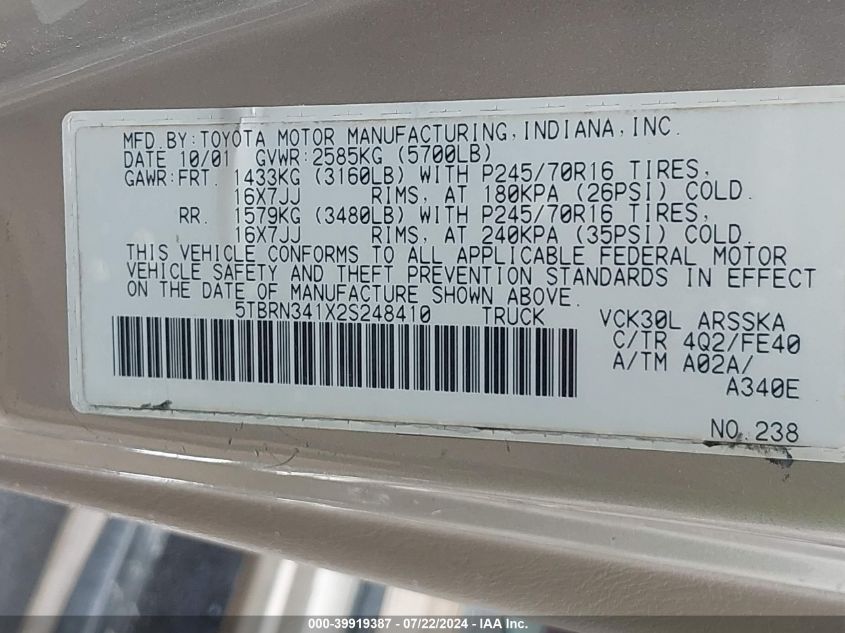 MFD.BY:TOYOTA MOTOR MANUFACTURING,INDIANA,INC.
DATE 10/01 GVWR:2585KG (5700LB)
GAWR:FRT. 1433KG (3160LB) WITH P245/70R16 TIRES,
16X7JJ RIMS, AT 180KPA (26PSI) COLD.
RR. 1579KG (3480LB) WITH P245/70R16 TIRES,
16X7JJ RIMS, AT 240KPA (35PSI) COLD.
THIS VEHICLE CONFORMS TO ALL APPLICABLE FEDERAL MOTOR
VEHICLE SAFETY AND THEFT PREVENTION STANDARDS IN EFFECT
ON THE DATE OF MANUFACTURE SHOWN ABOVE.
5TBRN341X2S248410 TRUCK VCK30L ARSSKA
C/TR 4Q2/FE40
A/TM A02A/
A340E
NO.238
000-39919387 - 07/22/2024 - IAA Inc.